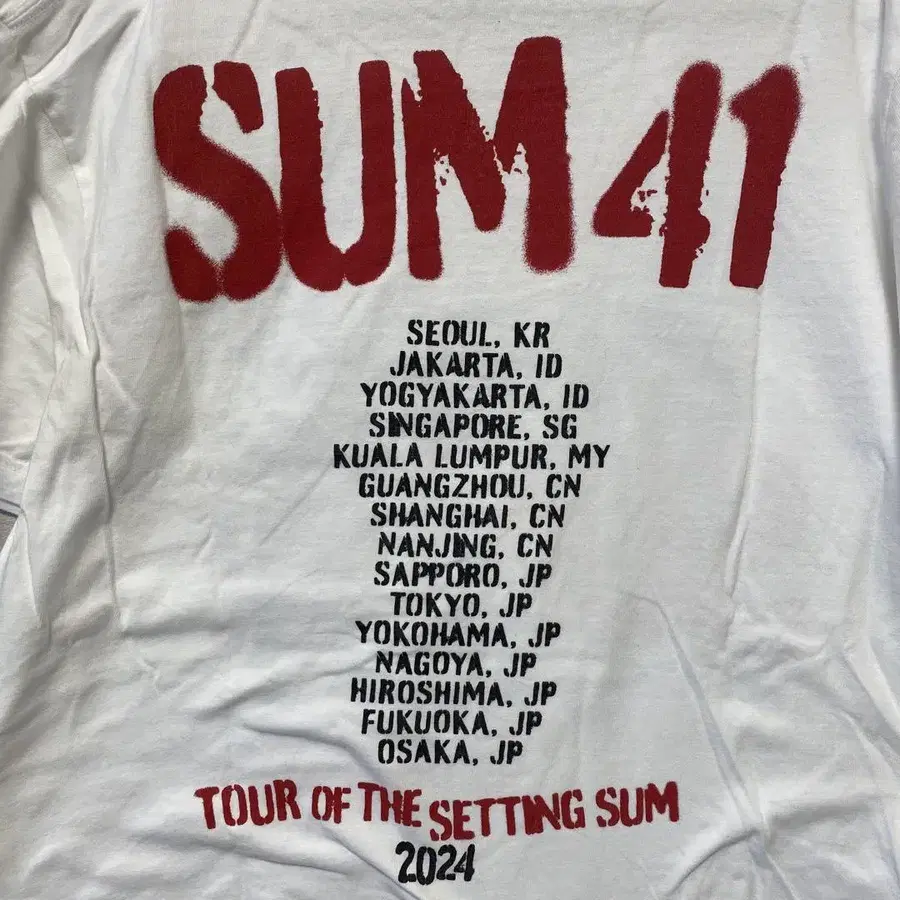 SUM 41
SEOUL, KR
JAKARTA, ID
YOGYAKARTA, ID
SINGAPORE, SG
KUALA LUMPUR, MY
GUANGZHOU, CN
SHANGHAI, CN
NANJING, CN
SAPPORO, JP
TOKYO, JP
YOKOHAMA, JP
NAGOYA, JP
HIROSHIMA, JP
FUKUOKA, JP
OSAKA, JP
TOUR OF THE SETTING SUM
2024